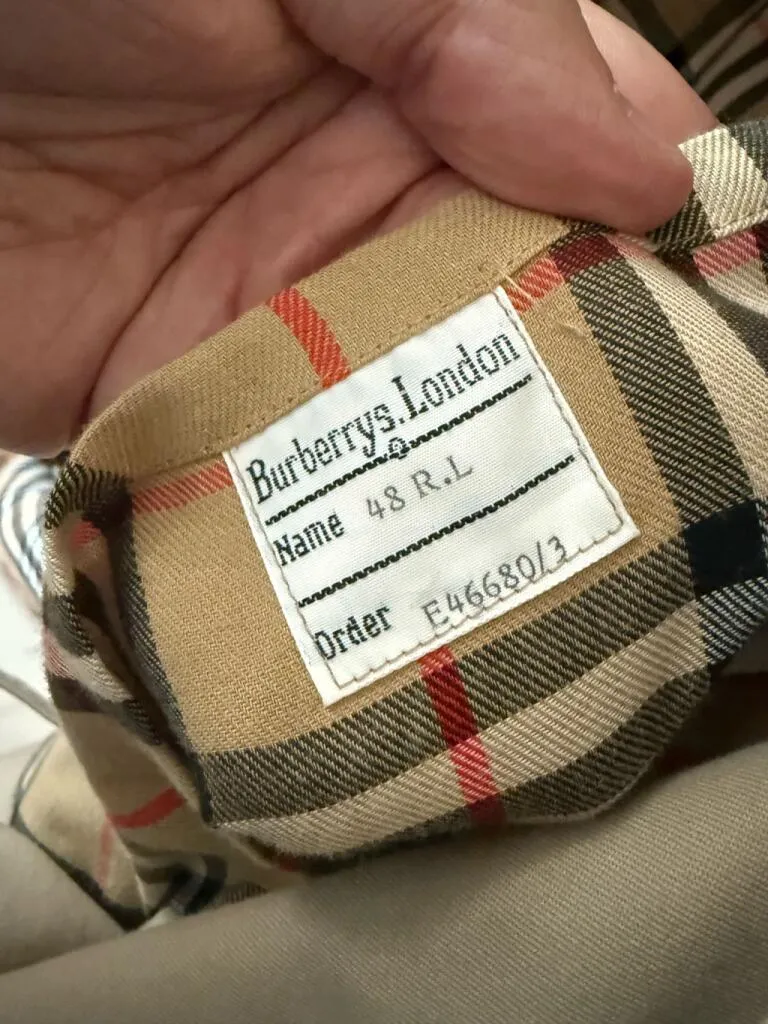 Burberrys.London
Name 48 R.L
Order E46680/3